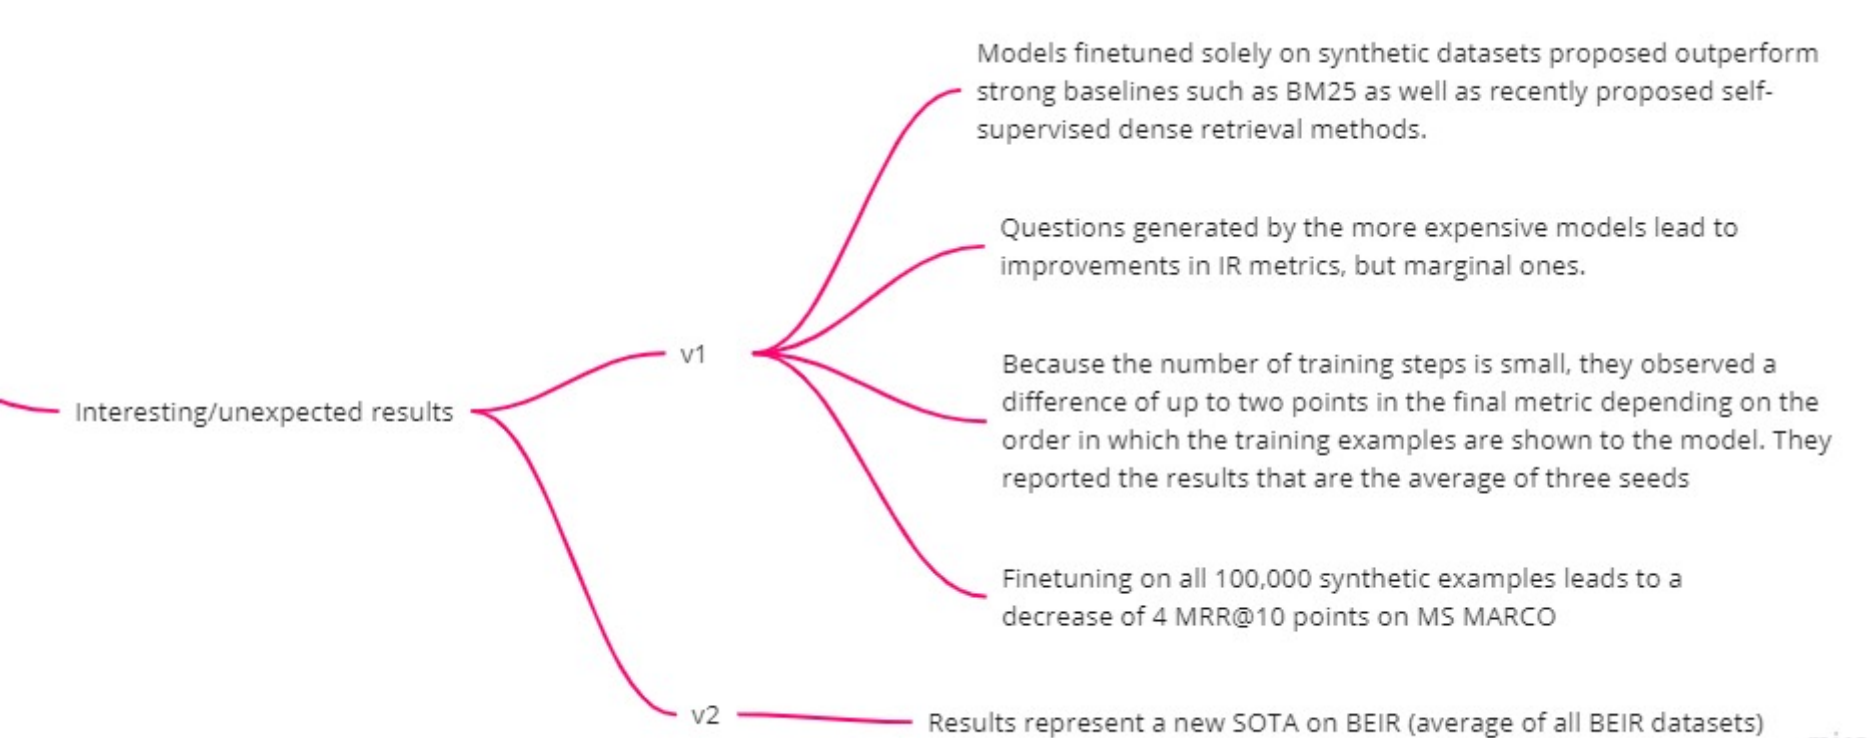 Models finetuned solely on synthetic datasets proposed outperform
strong baselines such as BM25 as well as recently proposed self-
supervised dense retrieval methods.
Questions generated by the more expensive models lead to
improvements in IR metrics, but marginal ones.
v1
Because the number of training steps is small, they observed a
difference of up to two points in the final metric depending on the
order in which the training examples are shown to the model. They
reported the results that are the average of three seeds
Interesting/unexpected results
Finetuning on all 100,000 synthetic examples leads to a
decrease of 4 MRR@10 points on MS MARCO
v2
Results represent a new SOTA on BEIR (average of all BEIR datasets)